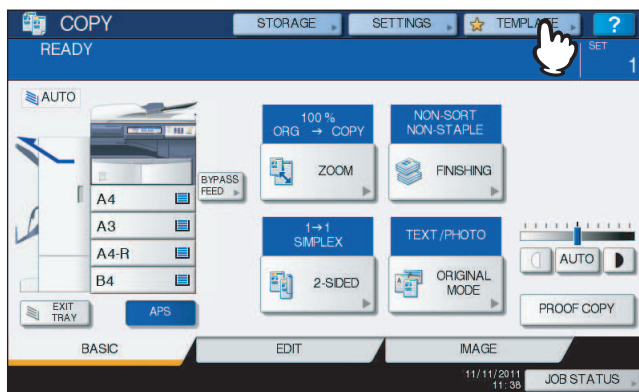 COPY
STORAGE
SETTINGS
TEMPLATE
?
READY
SET
1
AUTO
100 %
ORG → COPY
NON-SORT
NON-STAPLE
ZOOM
FINISHING
BYPASS
FEED
A4
A3
A4-R
B4
1→1
SIMPLEX
TEXT/PHOTO
2-SIDED
ORIGINAL
MODE
AUTO
EXIT
TRAY
APS
PROOF COPY
BASIC
EDIT
IMAGE
11/11/2011
11:38
JOB STATUS